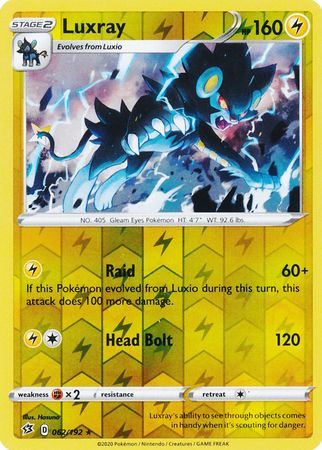 STAGE 2
Luxray
160
Evolves from Luxio
NO. 405 Gleam Eyes Pokémon HT: 4'7" WT: 92.6 lbs.
Raid 60+
If this Pokémon evolved from Luxio during this turn, this
attack does 100 more damage.
Head Bolt 120
weakness × 2 resistance retreat
Illus. Hasuno
D 062/192 ★
Luxray's ability to see through objects comes
in handy when it's scouting for danger.
©2020 Pokémon / Nintendo / Creatures / GAME FREAK